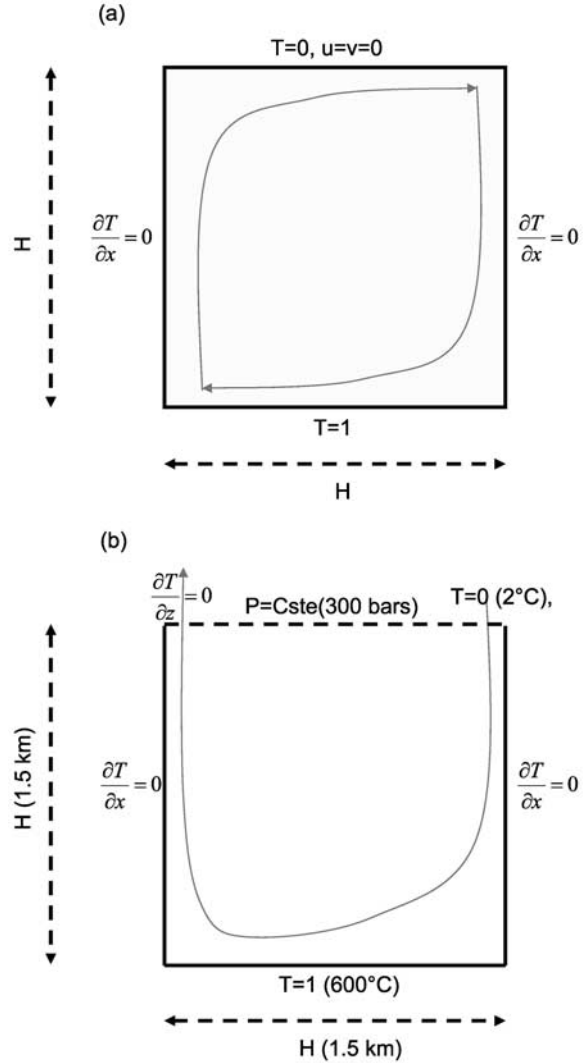 (a)
T=0, u=v=0
H
∂T/∂x = 0
∂T/∂x = 0
T=1
H
(b)
∂T/∂z = 0
P=Cste(300 bars)
T=0 (2°C),
H (1.5 km)
∂T/∂x = 0
∂T/∂x = 0
T=1 (600°C)
H (1.5 km)